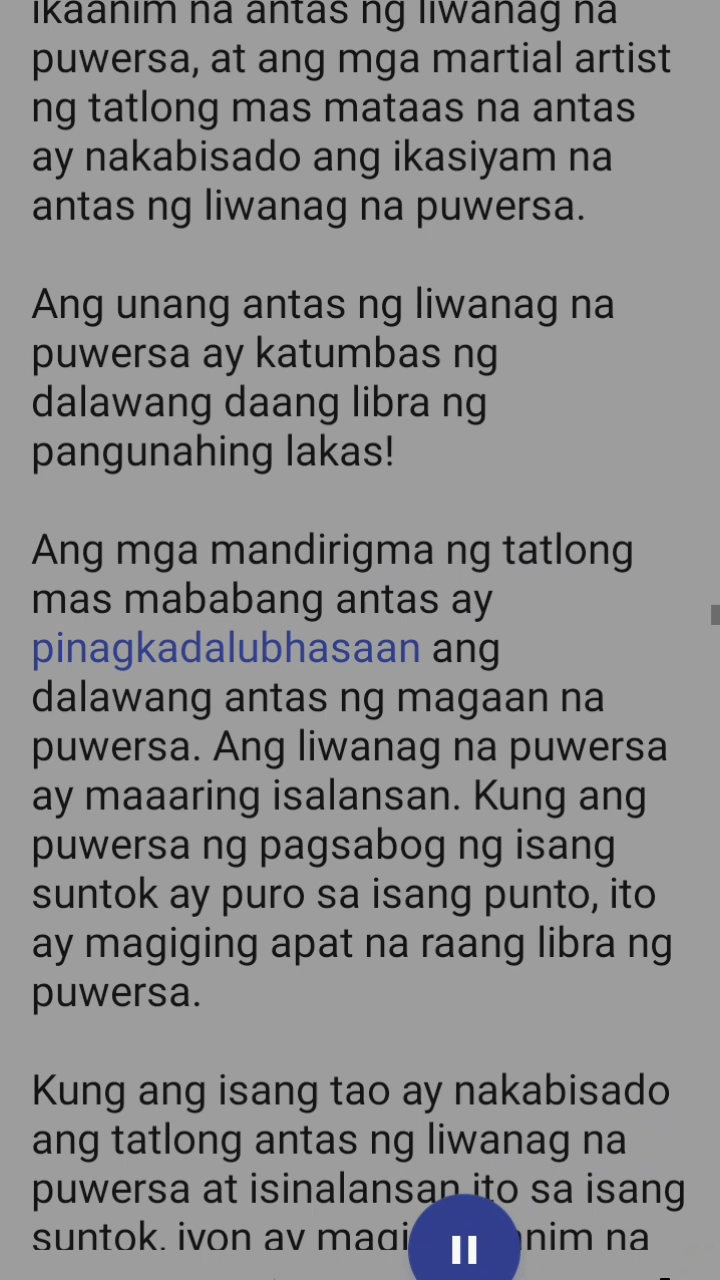 ikaanim na antas ng liwanag na
puwersa, at ang mga martial artist
ng tatlong mas mataas na antas
ay nakabisado ang ikasiyam na
antas ng liwanag na puwersa.
Ang unang antas ng liwanag na
puwersa ay katumbas ng
dalawang daang libra ng
pangunahing lakas!
Ang mga mandirigma ng tatlong
mas mababang antas ay
pinagkadalubhasaan ang
dalawang antas ng magaan na
puwersa. Ang liwanag na puwersa
ay maaaring isalansan. Kung ang
puwersa ng pagsabog ng isang
suntok ay puro sa isang punto, ito
ay magiging apat na raang libra ng
puwersa.
Kung ang isang tao ay nakabisado
ang tatlong antas ng liwanag na
puwersa at isinalansan ito sa isang
suntok, iyon ay na